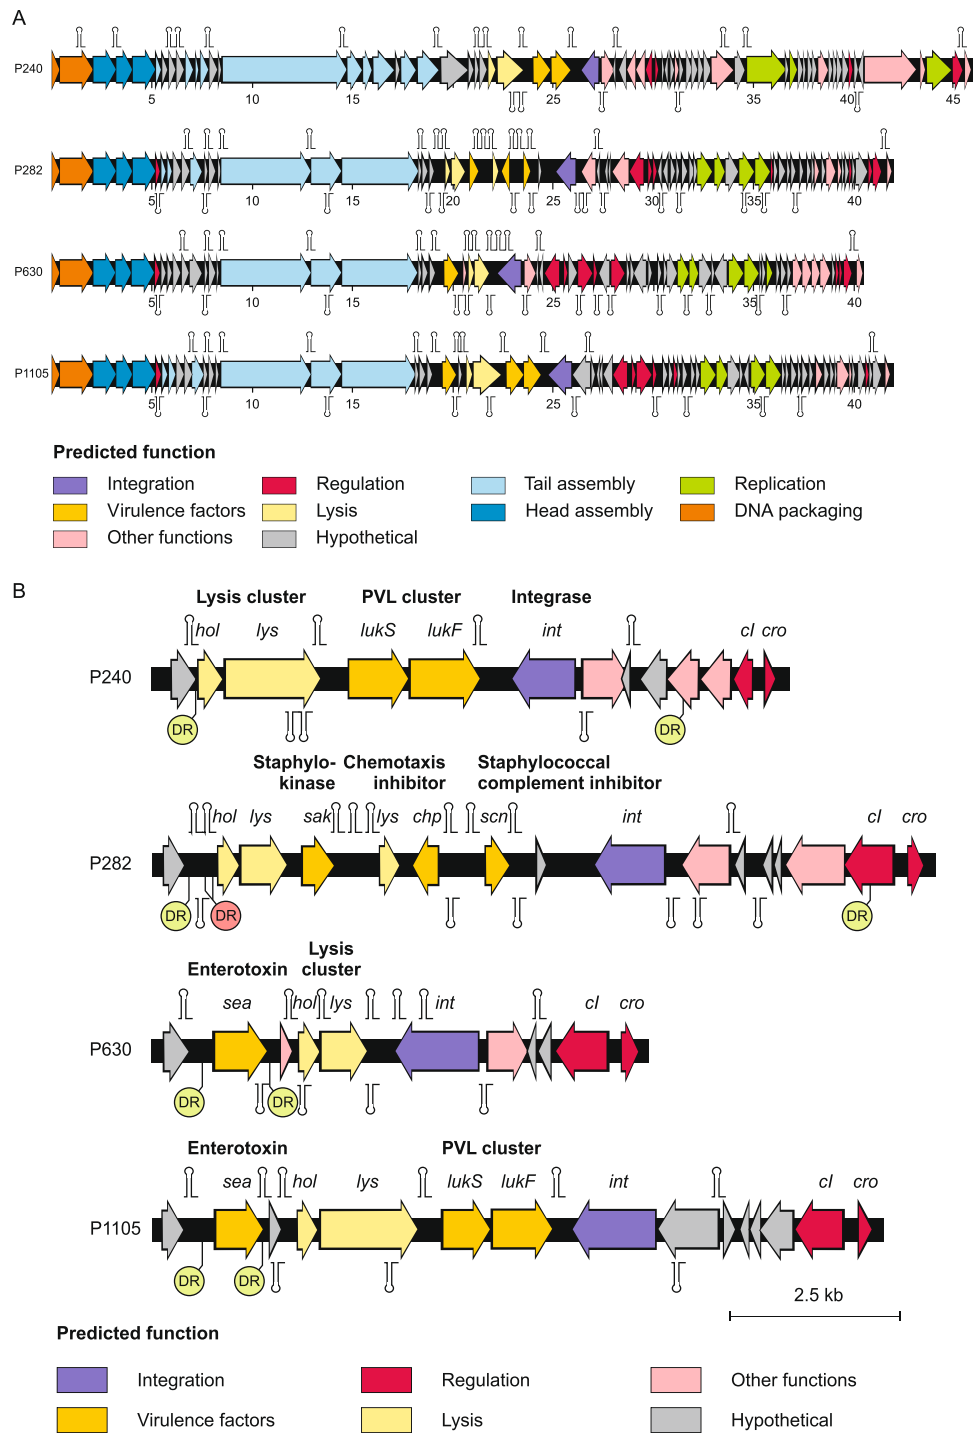 A
P240
5 10 15 25 35 40 45
P282
5 10 15 20 25 30 35 40
P630
5 10 15 25 35 40
P1105
5 10 15 25 35 40
Predicted function
Integration Regulation Tail assembly Replication
Virulence factors Lysis Head assembly DNA packaging
Other functions Hypothetical
B
Lysis cluster PVL cluster Integrase
hol lys lukS lukF int cI cro
P240
DR DR
Staphylo- Chemotaxis Staphylococcal
kinase inhibitor complement inhibitor
hol lys sak lys chp scn int cI cro
P282
DR DR DR
Lysis
Enterotoxin cluster
sea hol lys int cI cro
P630
DR DR
Enterotoxin PVL cluster
sea hol lys lukS lukF int cI cro
P1105
DR DR
2.5 kb
Predicted function
Integration Regulation Other functions
Virulence factors Lysis Hypothetical